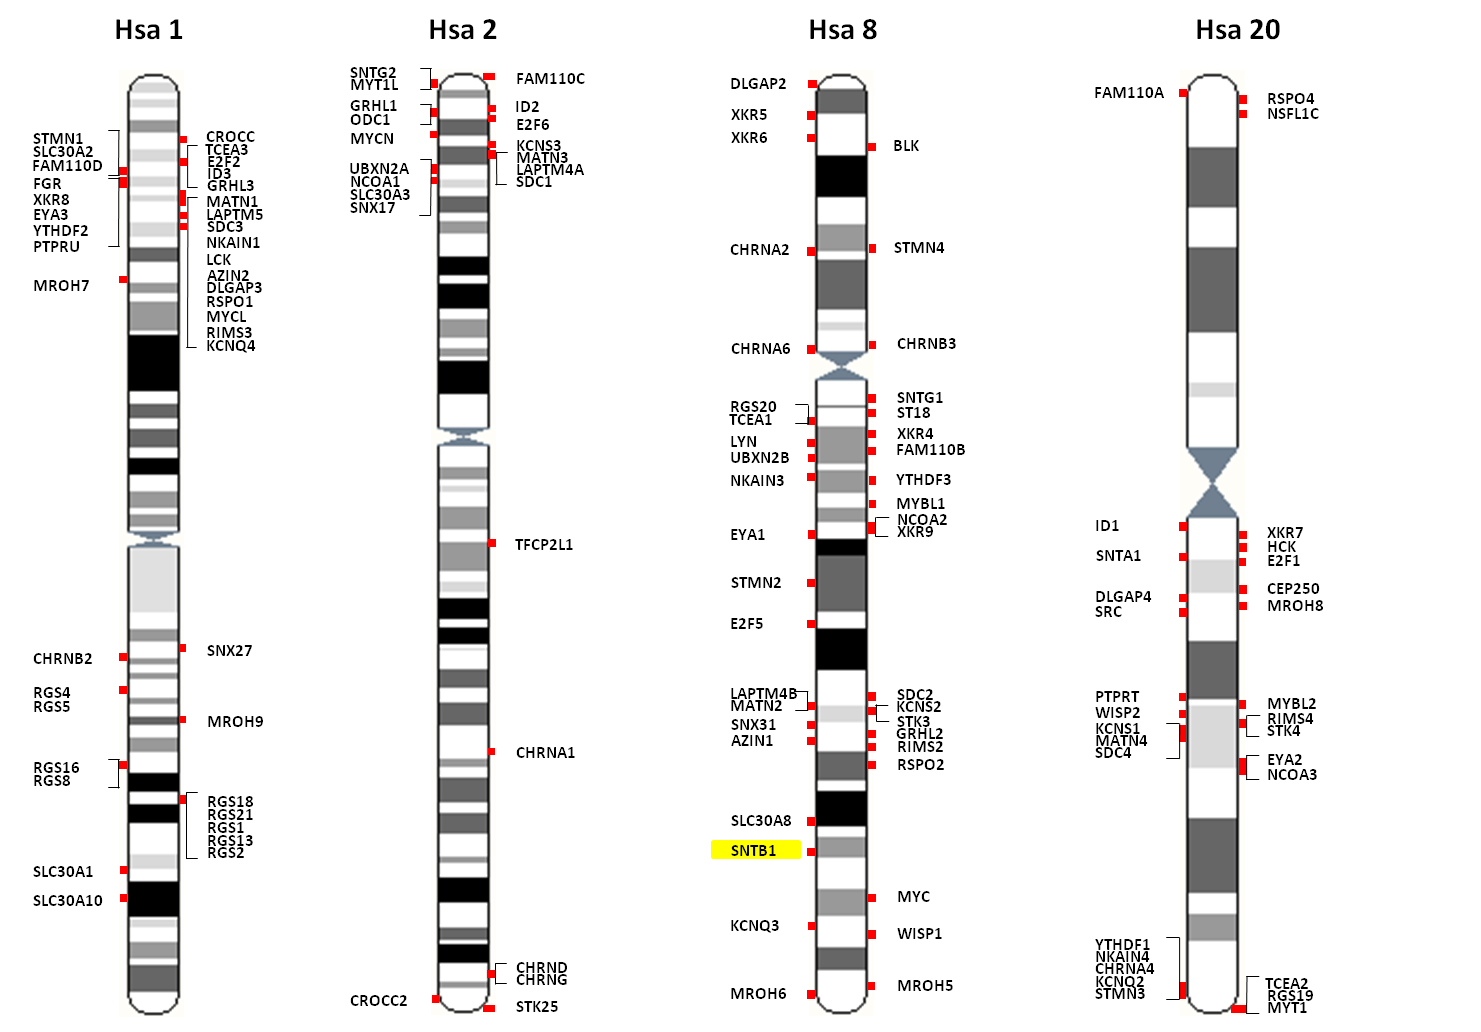 Hsa 1
Hsa 2
Hsa 8
Hsa 20
STMN1
SLC30A2
FAM110D
FGR
XKR8
EYA3
YTHDF2
PTPRU
MROH7
CHRNB2
RGS4
RGS5
RGS16
RGS8
SLC30A1
SLC30A10
CROCC
TCEA3
E2F2
ID3
GRHL3
MATN1
LAPTM5
SDC3
NKAIN1
LCK
AZIN2
DLGAP3
RSPO1
MYCL
RIMS3
KCNQ4
SNX27
MROH9
RGS18
RGS21
RGS1
RGS13
RGS2
SNTG2
MYT1L
GRHL1
ODC1
MYCN
UBXN2A
NCOA1
SLC30A3
SNX17
CROCC2
FAM110C
ID2
E2F6
KCNS3
MATN3
LAPTM4A
SDC1
TFCP2L1
CHRNA1
CHRND
CHRNG
STK25
DLGAP2
XKR5
XKR6
CHRNA2
CHRNA6
RGS20
TCEA1
LYN
UBXN2B
NKAIN3
EYA1
STMN2
E2F5
LAPTM4B
MATN2
SNX31
AZIN1
SLC30A8
SNTB1
KCNQ3
MROH6
BLK
STMN4
CHRNB3
SNTG1
ST18
XKR4
FAM110B
YTHDF3
MYBL1
NCOA2
XKR9
SDC2
KCNS2
STK3
GRHL2
RIMS2
RSPO2
MYC
WISP1
MROH5
FAM110A
ID1
SNTA1
DLGAP4
SRC
PTPRT
WISP2
KCNS1
MATN4
SDC4
YTHDF1
NKAIN4
CHRNA4
KCNQ2
STMN3
RSPO4
NSFL1C
XKR7
HCK
E2F1
CEP250
MROH8
MYBL2
RIMS4
STK4
EYA2
NCOA3
TCEA2
RGS19
MYT1